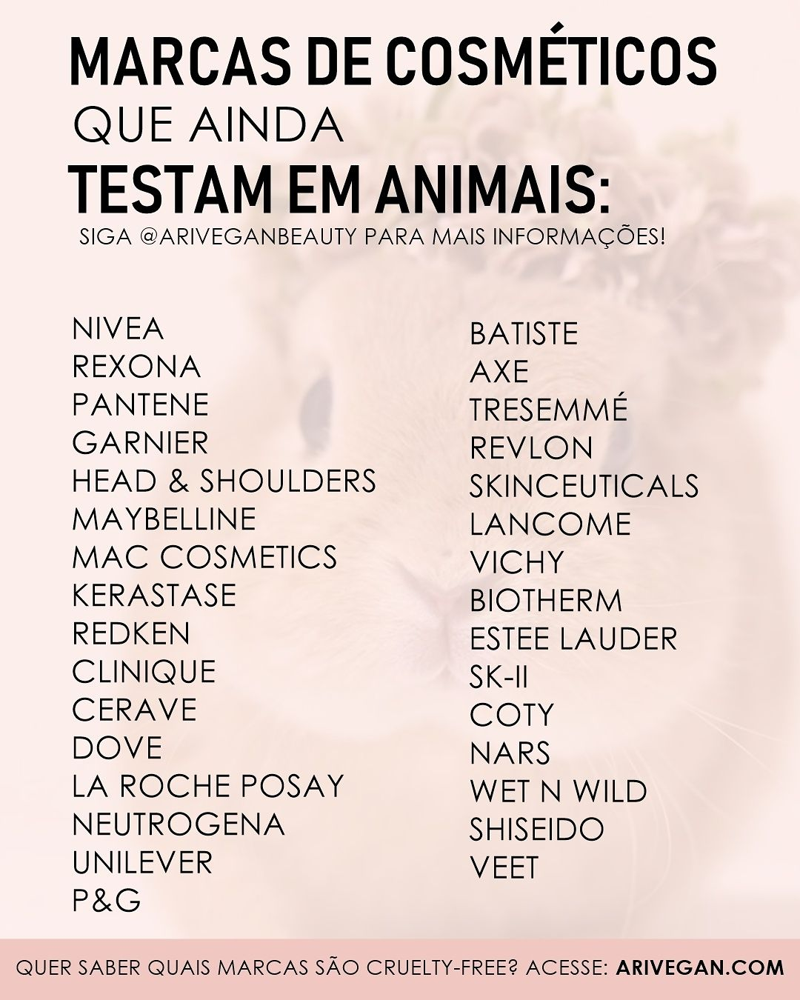 MARCAS DE COSMÉTICOS
QUE AINDA
TESTAM EM ANIMAIS:
SIGA @ARIVEGANBEAUTY PARA MAIS INFORMAÇÕES!
NIVEA
REXONA
PANTENE
GARNIER
HEAD & SHOULDERS
MAYBELLINE
MAC COSMETICS
KERASTASE
REDKEN
CLINIQUE
CERAVE
DOVE
LA ROCHE POSAY
NEUTROGENA
UNILEVER
P&G
BATISTE
AXE
TRESEMMÉ
REVLON
SKINCEUTICALS
LANCOME
VICHY
BIOTHERM
ESTEE LAUDER
SK-II
COTY
NARS
WET N WILD
SHISEIDO
VEET
QUER SABER QUAIS MARCAS SÃO CRUELTY-FREE? ACESSE: ARIVEGAN.COM